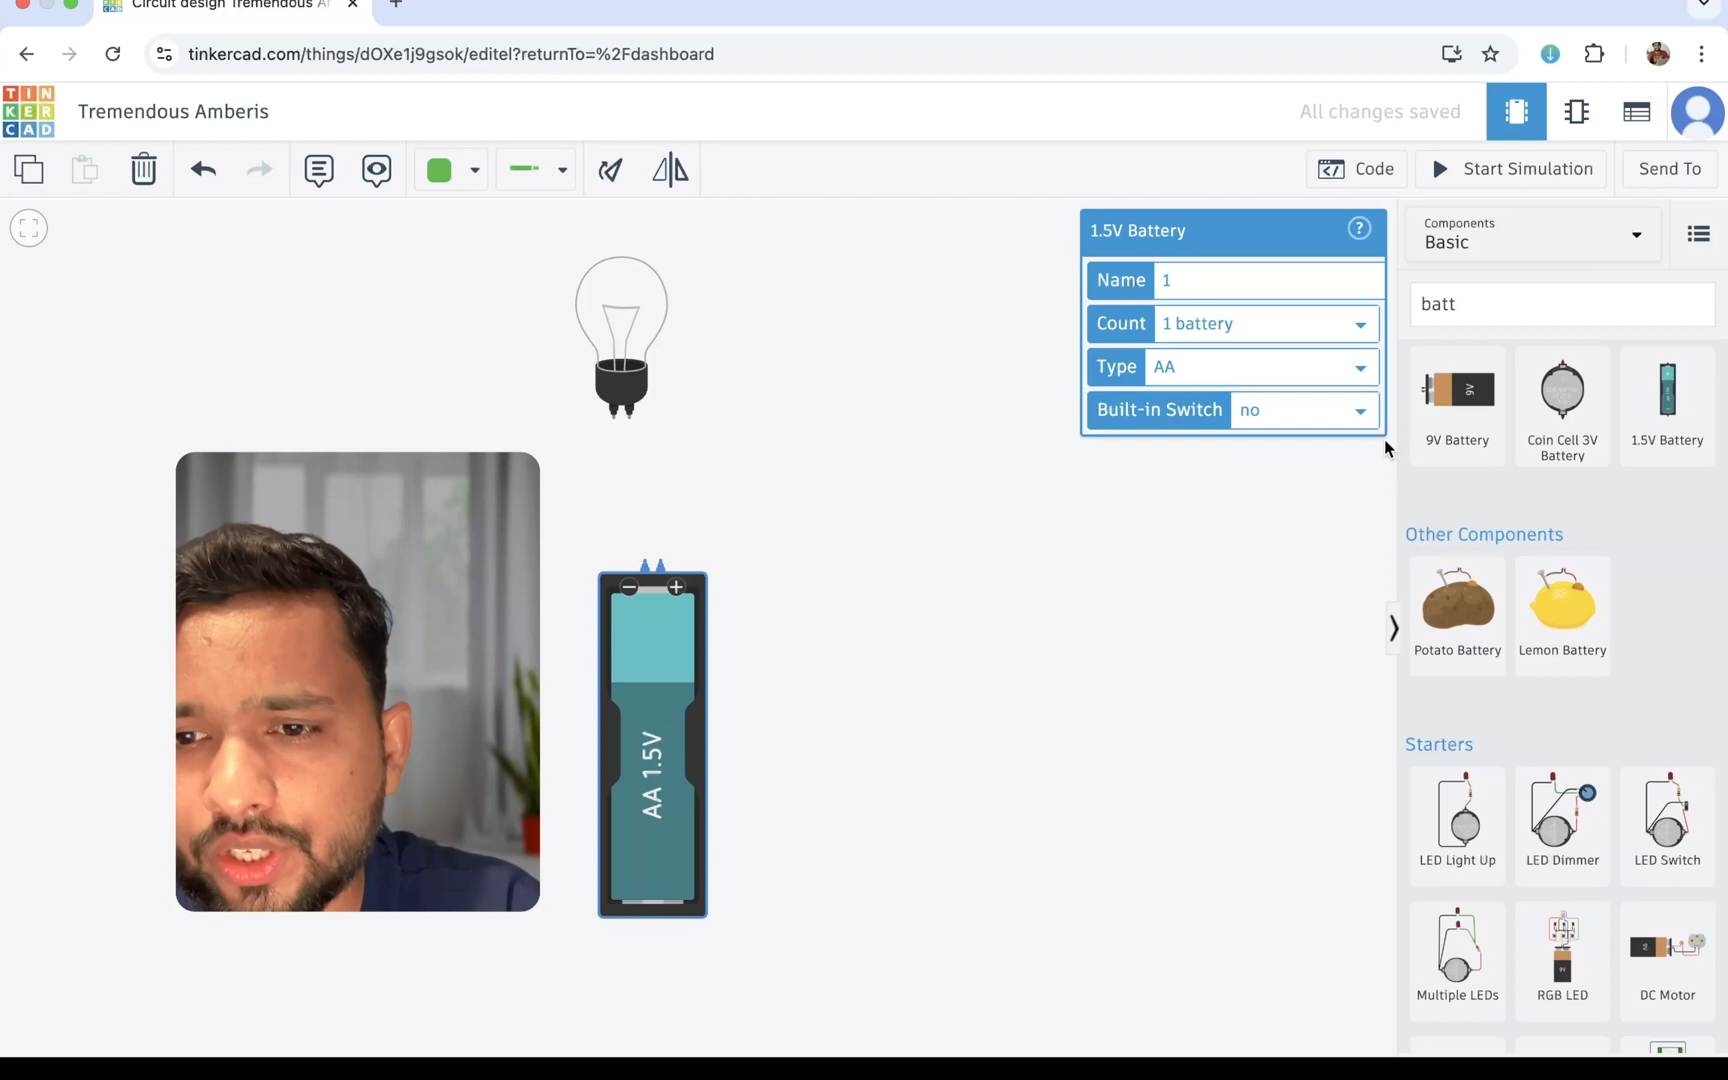 Circuit design Tremendous Am
tinkercad.com/things/dOXe1j9gsok/editel?returnTo=%2Fdashboard
TIN
KER
CAD
Tremendous Amberis
All changes saved
Code
Start Simulation
Send To
1.5V Battery
?
Name 1
Count 1 battery
Type AA
Built-in Switch no
Components
Basic
batt
9V
9V Battery
Coin Cell 3V
Battery
1.5V Battery
Other Components
Potato Battery
Lemon Battery
Starters
LED Light Up
LED Dimmer
LED Switch
Multiple LEDs
RGB LED
DC Motor
AA 1.5V